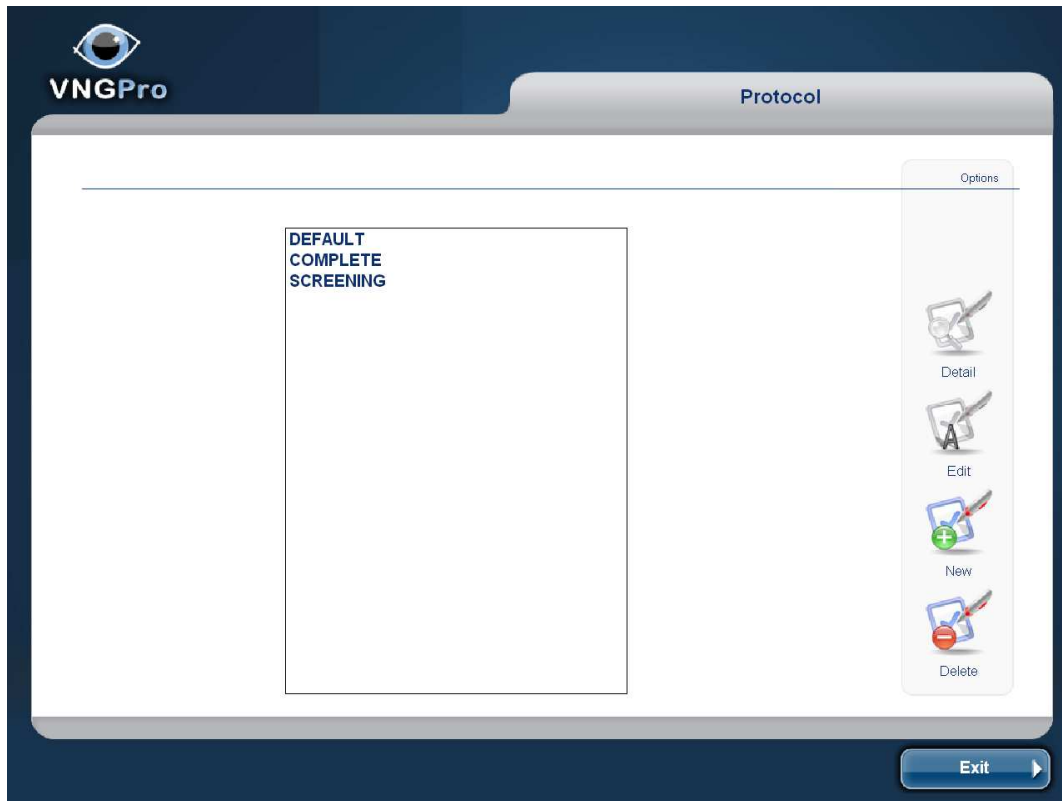 VNGPro
Protocol
Options
DEFAULT
COMPLETE
SCREENING
Detail
A
Edit
New
Delete
Exit